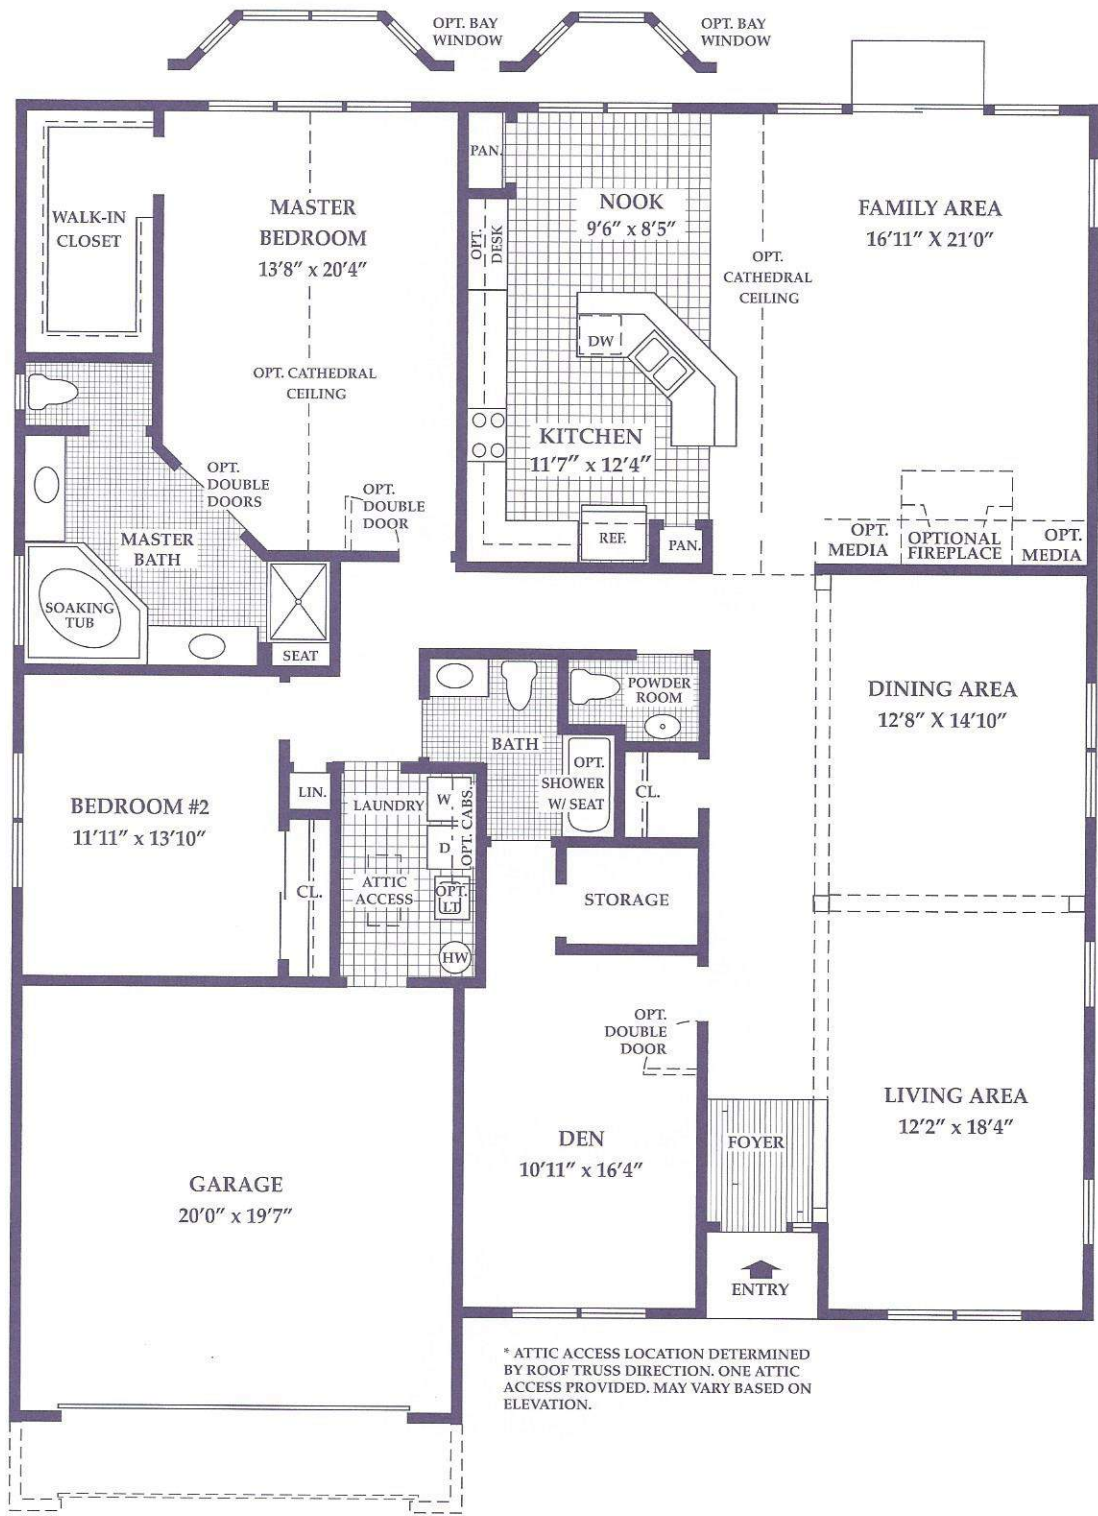 OPT. BAY
WINDOW
OPT. BAY
WINDOW
WALK-IN
CLOSET
MASTER
BEDROOM
13'8" x 20'4"
OPT. CATHEDRAL
CEILING
PAN.
OPT.
DESK
NOOK
9'6" x 8'5"
DW
KITCHEN
11'7" x 12'4"
REF.
PAN.
OPT.
CATHEDRAL
CEILING
FAMILY AREA
16'11" X 21'0"
OPT.
MEDIA
OPTIONAL
FIREPLACE
OPT.
MEDIA
OPT.
DOUBLE
DOORS
OPT.
DOUBLE
DOOR
MASTER
BATH
SOAKING
TUB
SEAT
POWDER
ROOM
DINING AREA
12'8" X 14'10"
BATH
OPT.
SHOWER
W/ SEAT
CL.
BEDROOM #2
11'11" x 13'10"
LIN.
CL.
LAUNDRY
W
D
OPT. CABS.
ATTIC
ACCESS
OPT.
LT
HW
STORAGE
OPT.
DOUBLE
DOOR
DEN
10'11" x 16'4"
FOYER
LIVING AREA
12'2" x 18'4"
GARAGE
20'0" x 19'7"
ENTRY
* ATTIC ACCESS LOCATION DETERMINED
BY ROOF TRUSS DIRECTION. ONE ATTIC
ACCESS PROVIDED. MAY VARY BASED ON
ELEVATION.